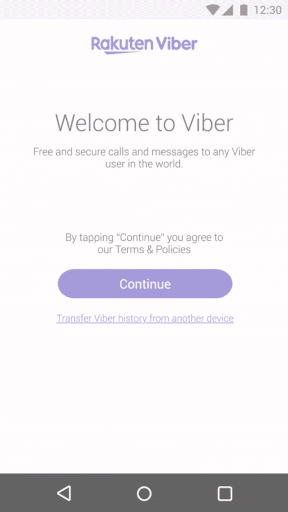 12:30
Rakuten Viber
Welcome to Viber
Free and secure calls and messages to any Viber
user in the world.
By tapping "Continue" you agree to
our Terms & Policies
Continue
Transfer Viber history from another device